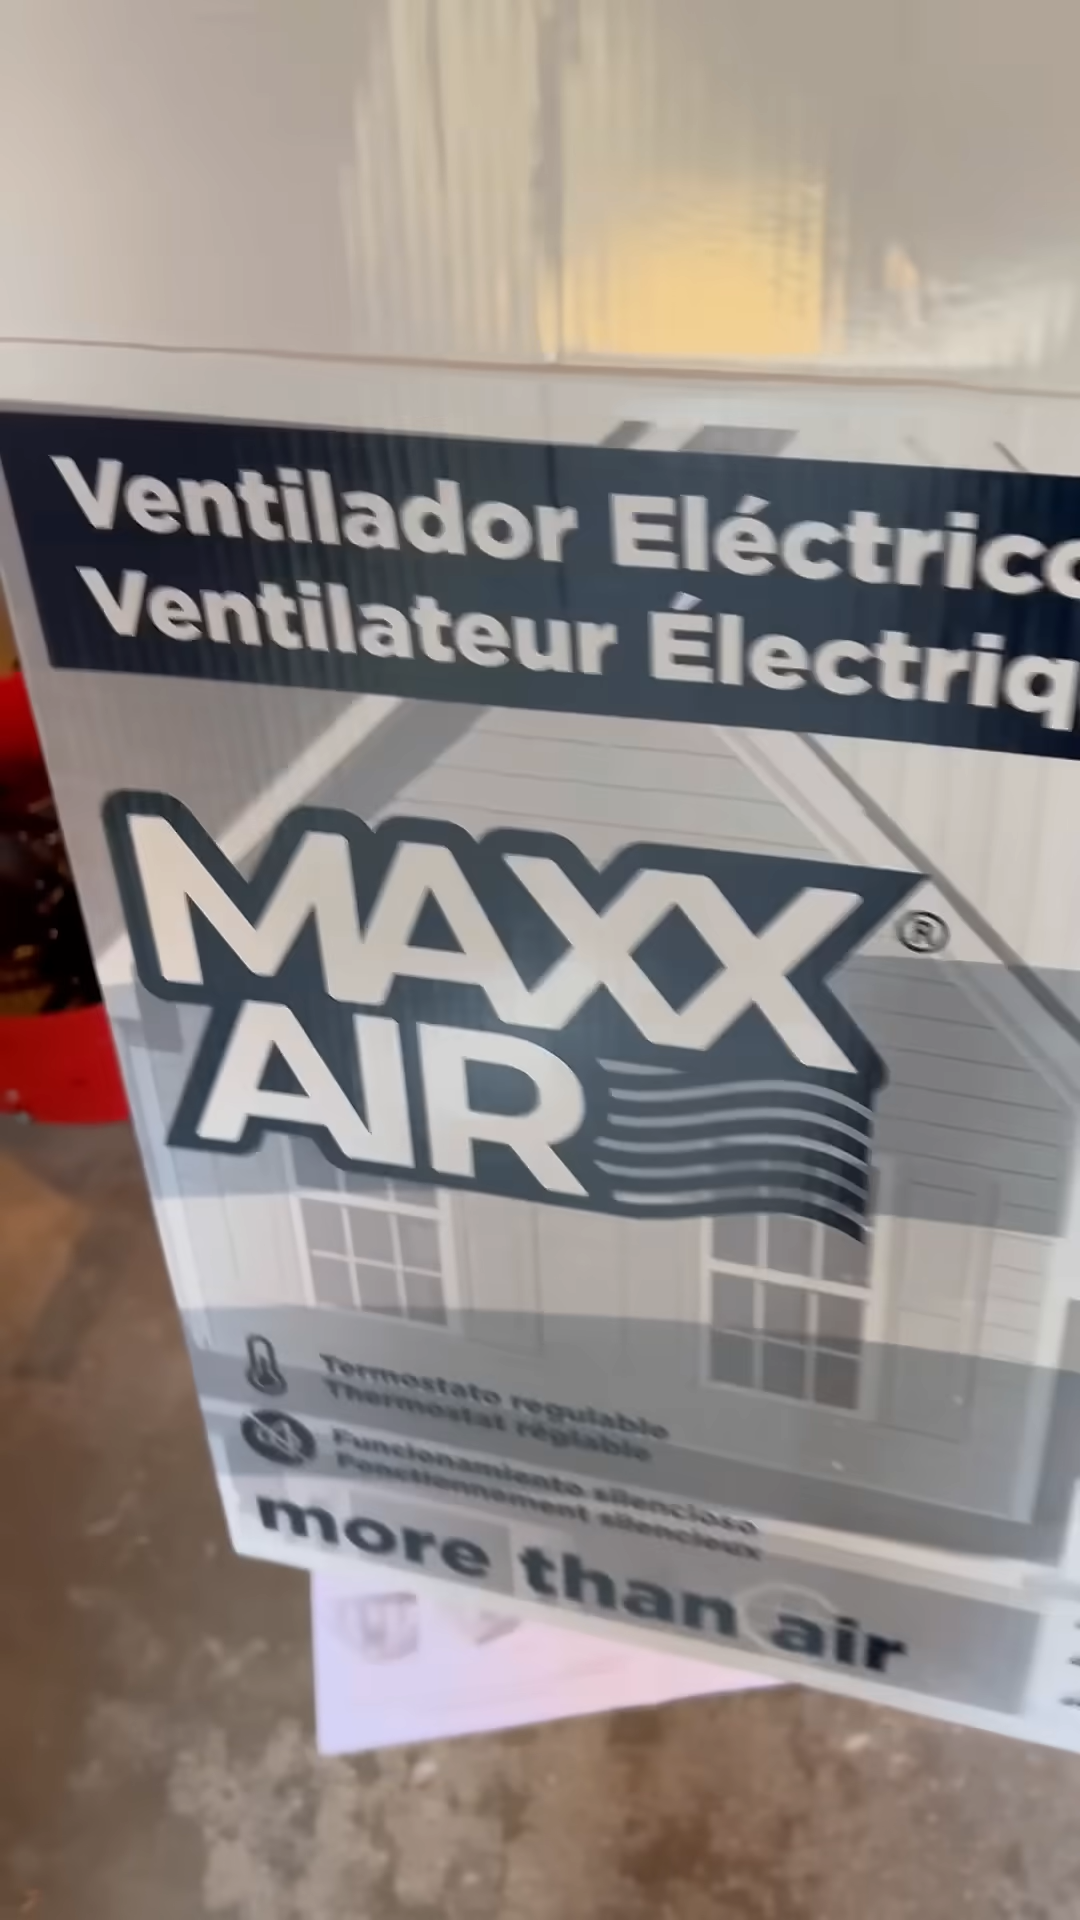 Ventilador Eléctrico
Ventilateur Électriq
MAXX
AIR
®
Termostato regulable
Thermostat réglable
Funcionamiento silencioso
Fonctionnement silencieux
more than air